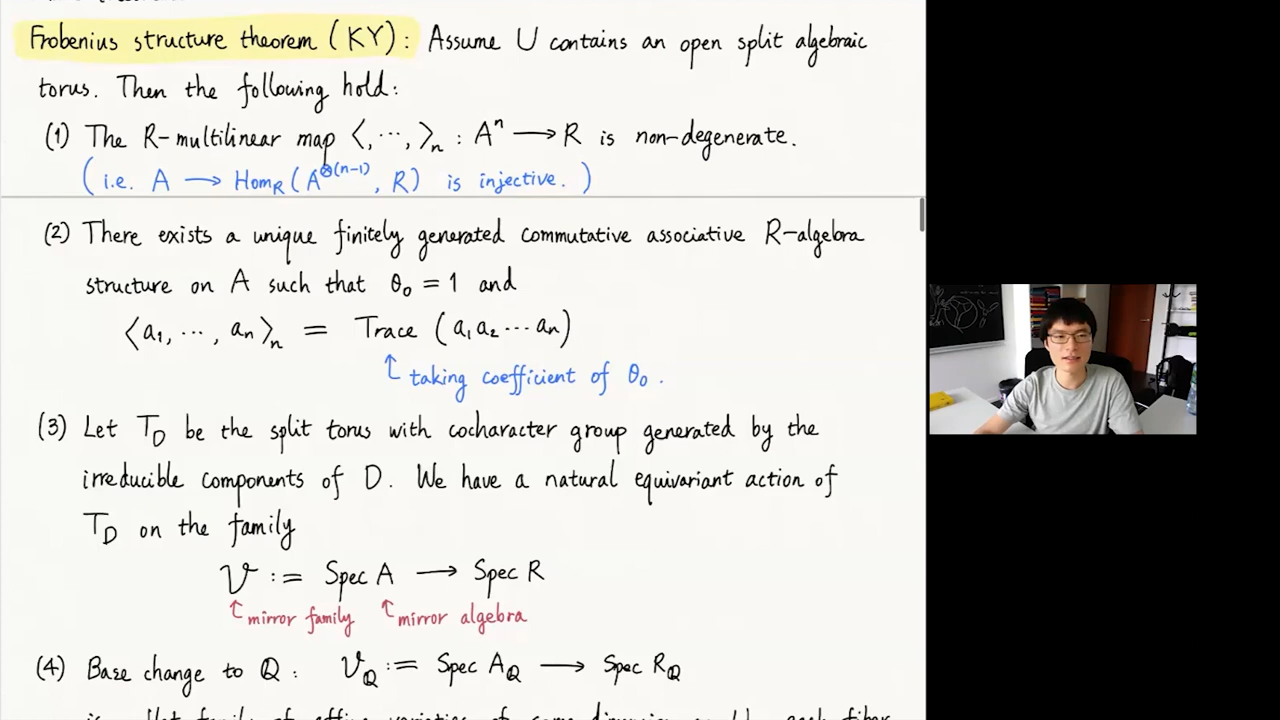 Frobenius structure theorem (KY): Assume U contains an open split algebraic
torus. Then the following hold:
(1) The R-multilinear map ⟨,⋯,⟩ₙ : Aⁿ ⟶ R is non-degenerate.
(i.e. A ⟶ Hom_R (A^{⊗(n-1)}, R) is injective.)
(2) There exists a unique finitely generated commutative associative R-algebra
structure on A such that θ₀ = 1 and
⟨a₁, ⋯, aₙ⟩ₙ = Trace (a₁a₂⋯aₙ)
↑ taking coefficient of θ₀.
(3) Let T_D be the split torus with cocharacter group generated by the
irreducible components of D. We have a natural equivariant action of
T_D on the family
𝒱 := Spec A ⟶ Spec R
↑ mirror family ↑ mirror algebra
(4) Base change to ℚ : 𝒱_ℚ := Spec A_ℚ ⟶ Spec R_ℚ